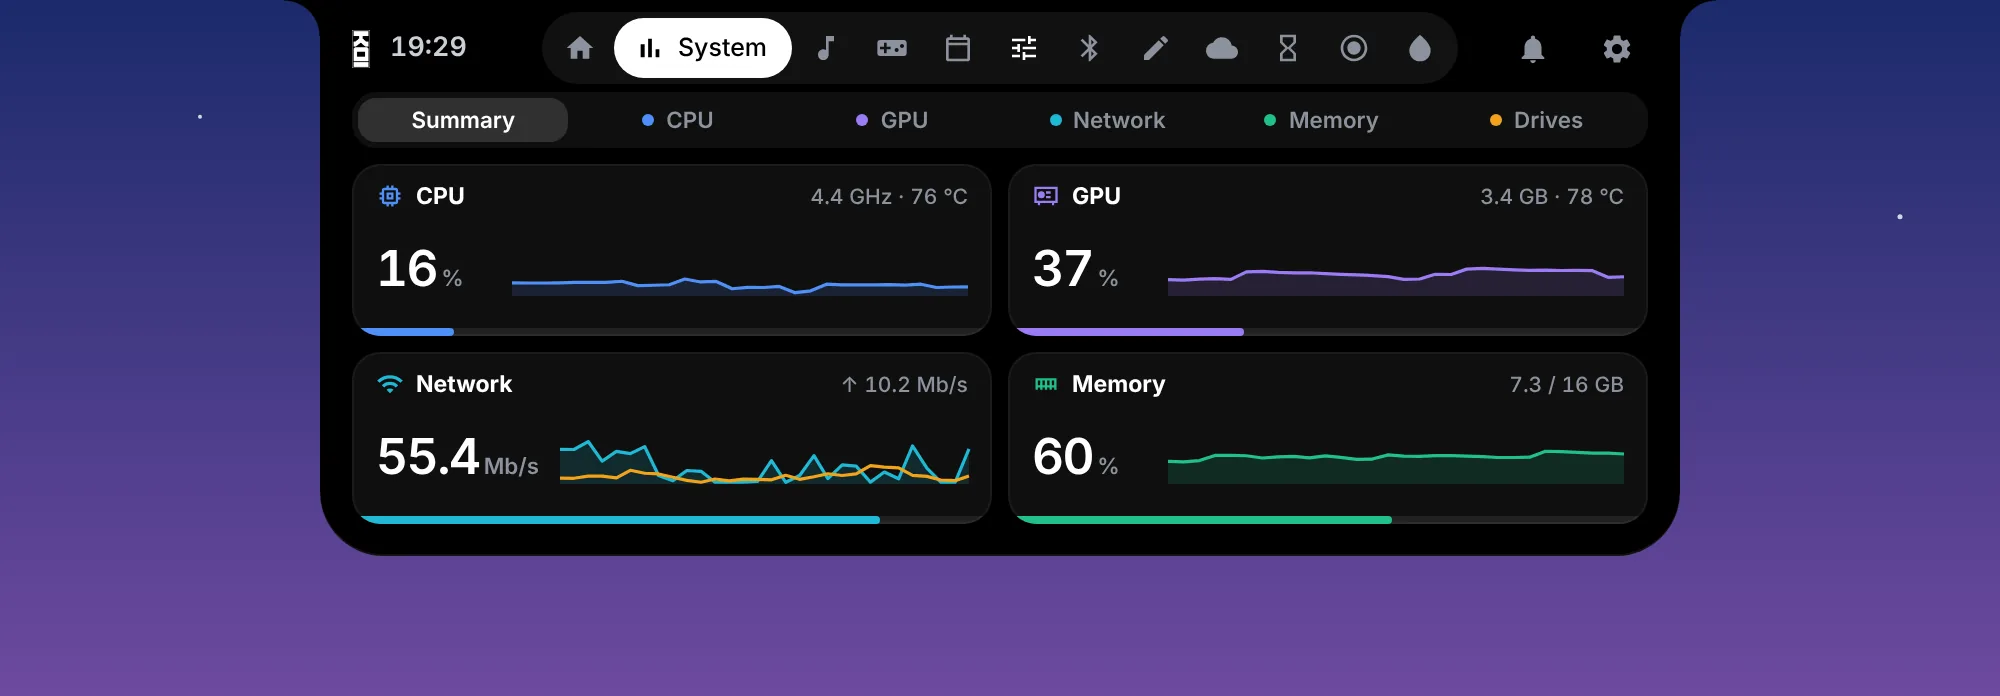 19:29
System
Summary
CPU
GPU
Network
Memory
Drives
CPU
4.4 GHz · 76 °C
16 %
GPU
3.4 GB · 78 °C
37 %
Network
↑ 10.2 Mb/s
55.4 Mb/s
Memory
7.3 / 16 GB
60 %